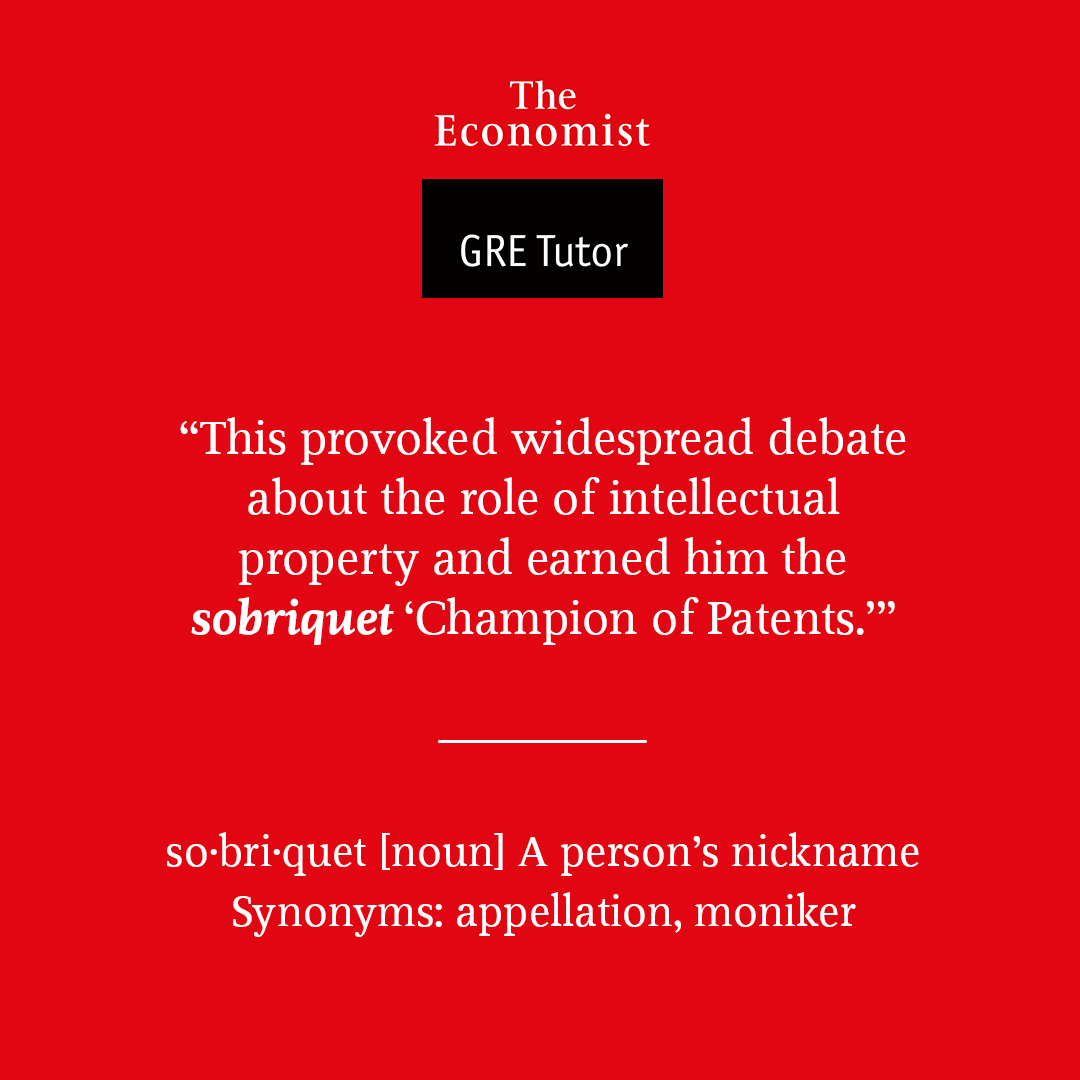 The
Economist
GRE Tutor
“This provoked widespread debate
about the role of intellectual
property and earned him the
sobriquet ‘Champion of Patents.’”
so·bri·quet [noun] A person’s nickname
Synonyms: appellation, moniker